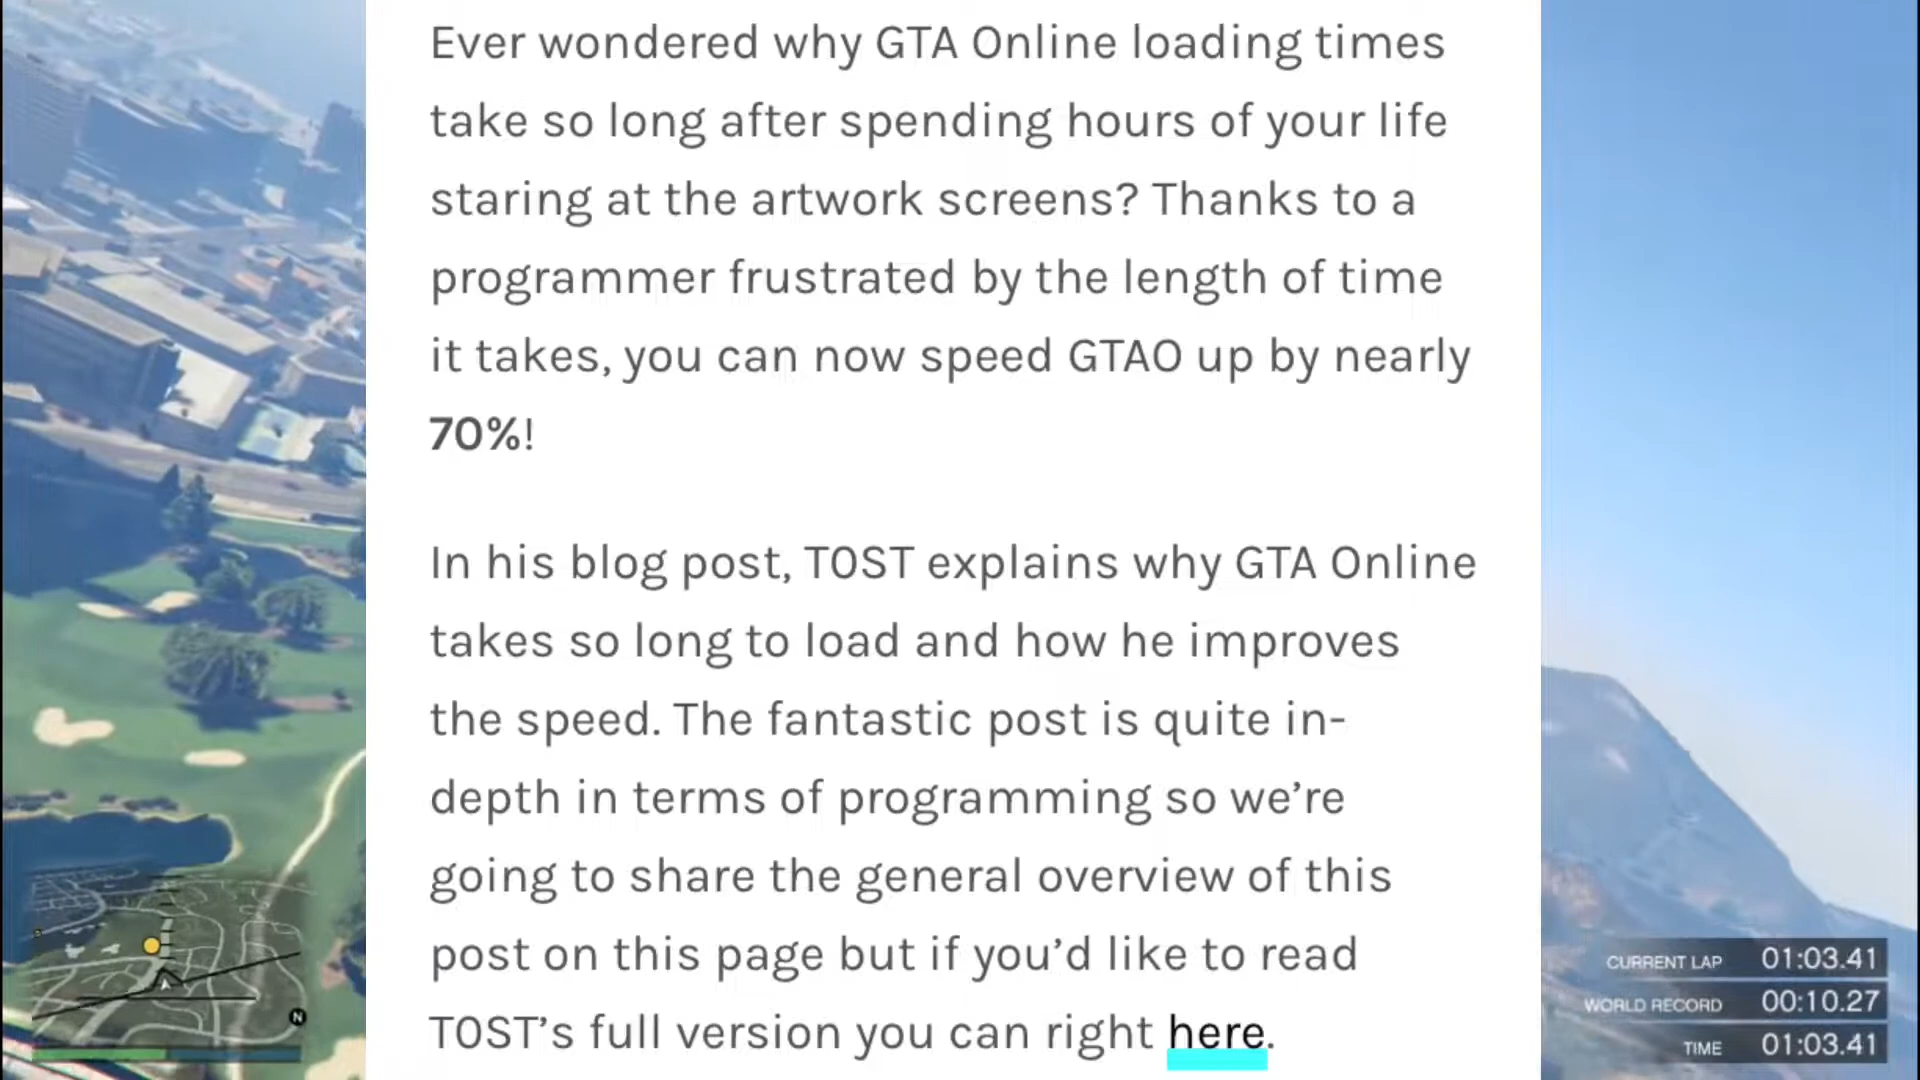 Ever wondered why GTA Online loading times
take so long after spending hours of your life
staring at the artwork screens? Thanks to a
programmer frustrated by the length of time
it takes, you can now speed GTAO up by nearly
70%!
In his blog post, T0ST explains why GTA Online
takes so long to load and how he improves
the speed. The fantastic post is quite in-
depth in terms of programming so we’re
going to share the general overview of this
post on this page but if you’d like to read
T0ST’s full version you can right here.
N
CURRENT LAP 01:03.41
WORLD RECORD 00:10.27
TIME 01:03.41